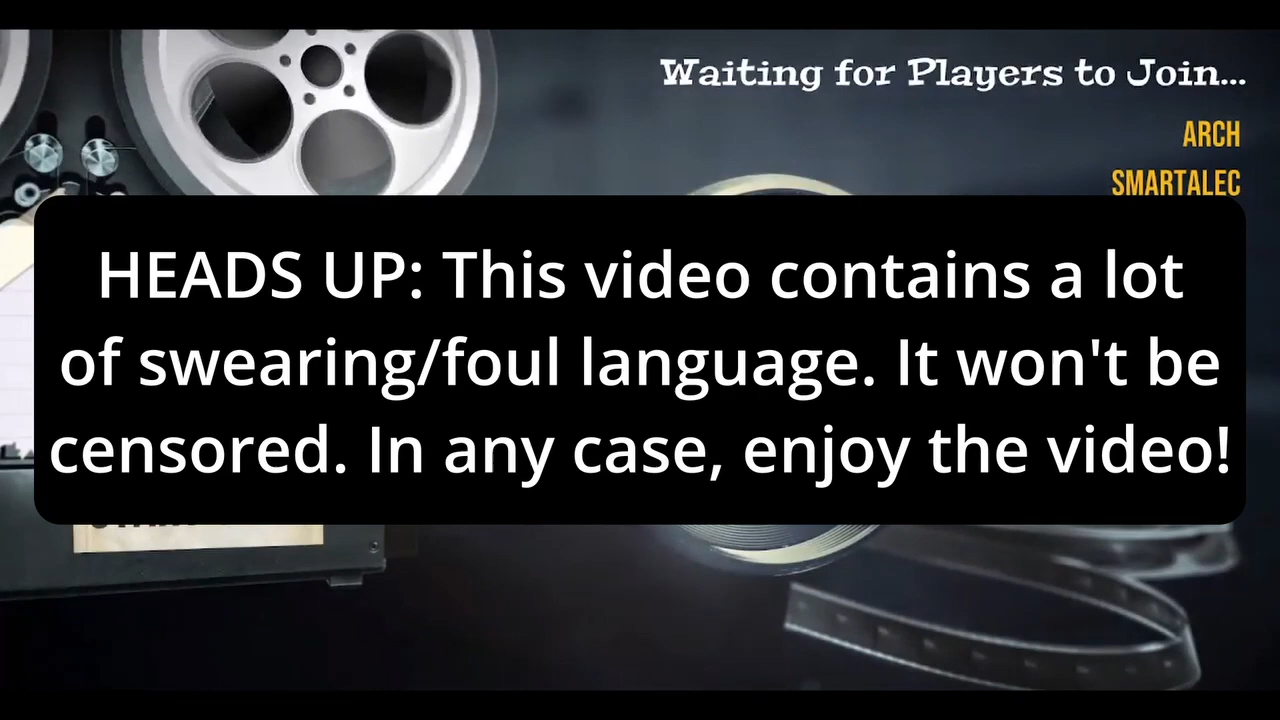 Waiting for Players to Join...
ARCH
SMARTALEC
HEADS UP: This video contains a lot
of swearing/foul language. It won't be
censored. In any case, enjoy the video!